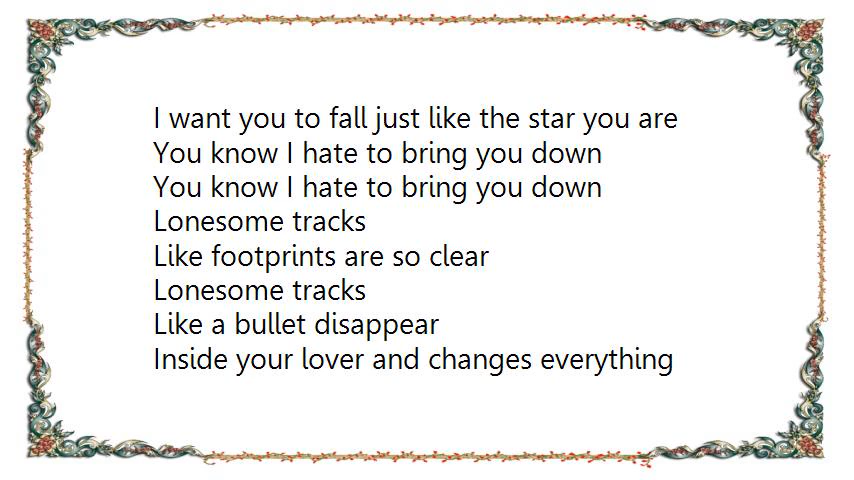 I want you to fall just like the star you are
You know I hate to bring you down
You know I hate to bring you down
Lonesome tracks
Like footprints are so clear
Lonesome tracks
Like a bullet disappear
Inside your lover and changes everything